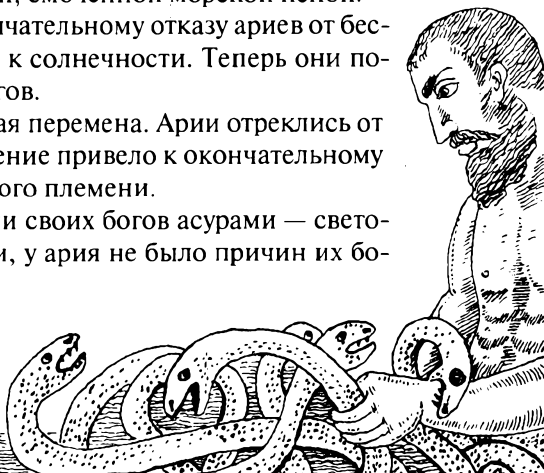 нчательному отказу ариев от бес-
к солнечности. Теперь они по-
гов.
ая перемена. Арии отреклись от
ение привело к окончательному
ого племени.
и своих богов асурами — свето-
и, у ария не было причин их бо-